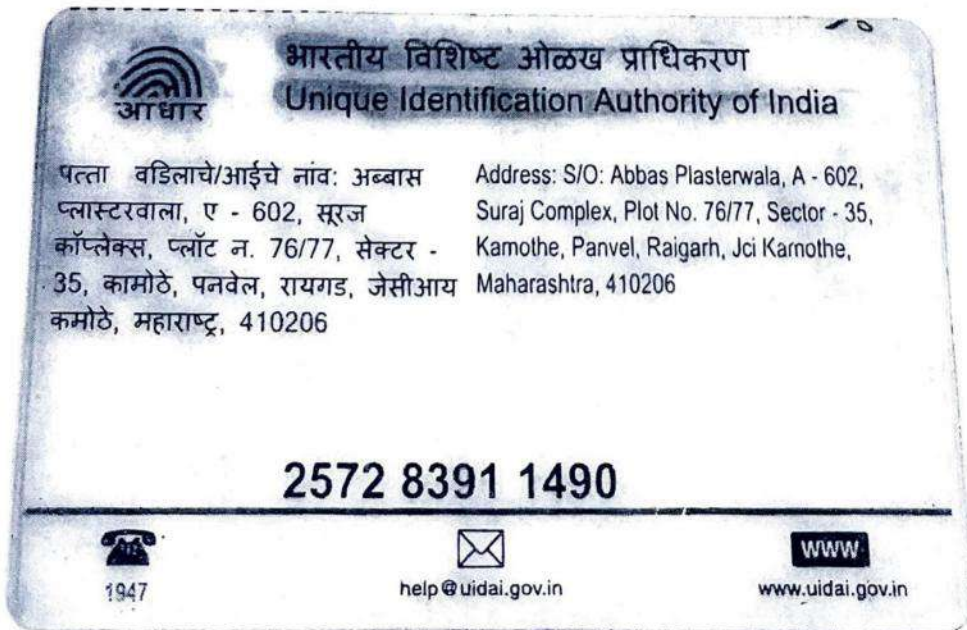 भारतीय विशिष्ट ओळख प्राधिकरण
Unique Identification Authority of India
आधार
पत्ता वडिलाचे/आईचे नांव: अब्बास
प्लास्टरवाला, ए - 602, सूरज
कॉप्लेक्स, प्लॉट न. 76/77, सेक्टर -
35, कामोठे, पनवेल, रायगड, जेसीआय
कमोठे, महाराष्ट्र, 410206
Address: S/O: Abbas Plasterwala, A - 602,
Suraj Complex, Plot No. 76/77, Sector - 35,
Kamothe, Panvel, Raigarh, Jci Kamothe,
Maharashtra, 410206
2572 8391 1490
1947
help@uidai.gov.in
www
www.uidai.gov.in